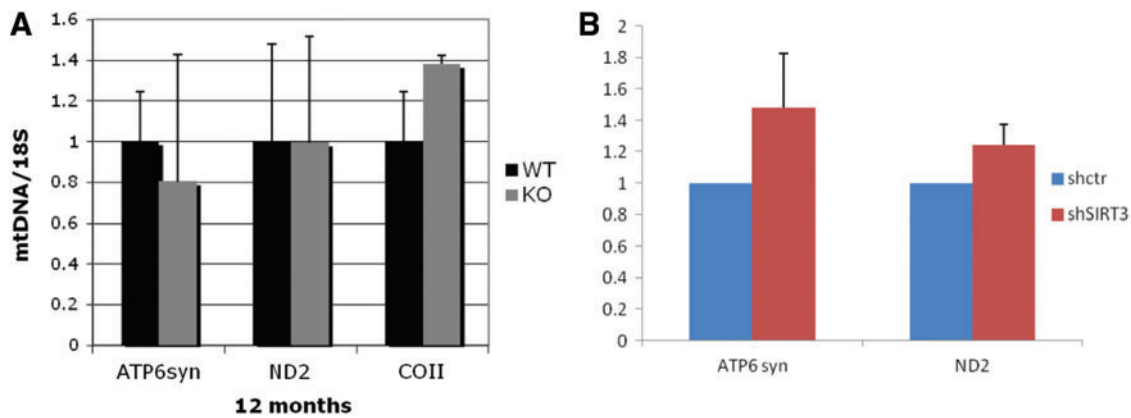 A
mtDNA/18S
1.6
1.4
1.2
1
0.8
0.6
0.4
0.2
0
ATP6syn ND2 COII
12 months
WT
KO
B
2
1.8
1.6
1.4
1.2
1
0.8
0.6
0.4
0.2
0
ATP6 syn ND2
shctr
shSIRT3